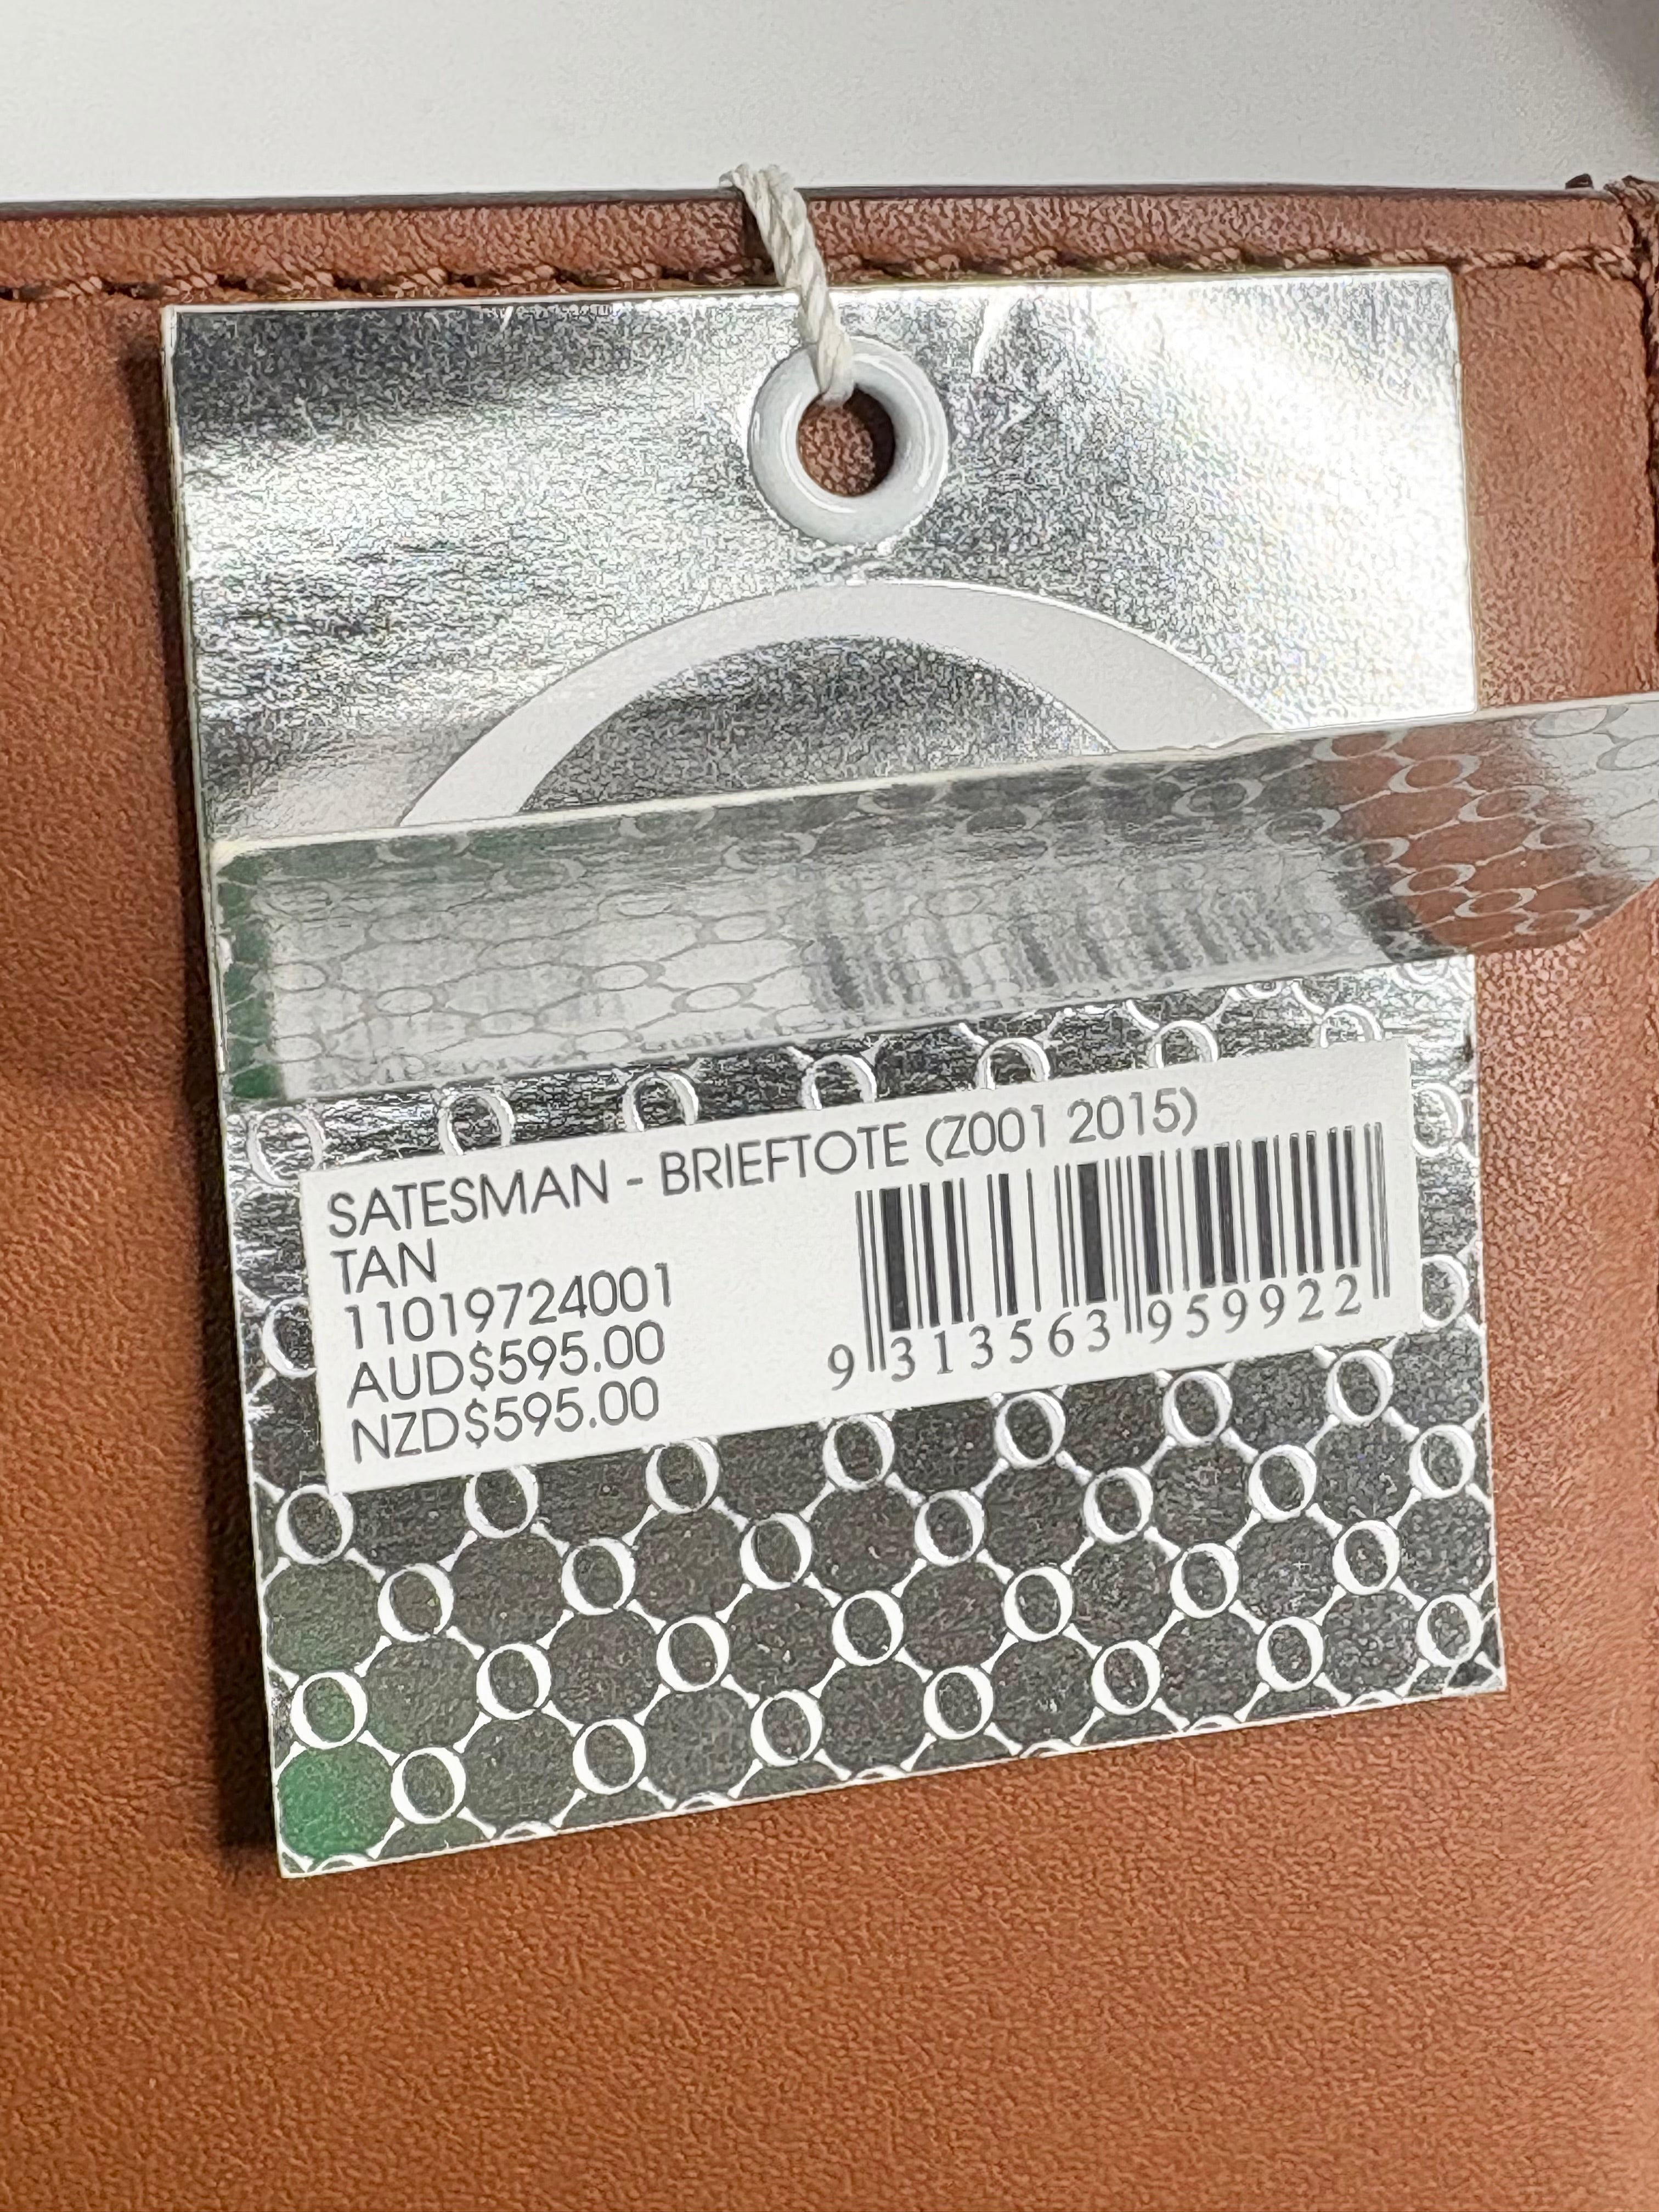 SATESMAN - BRIEFTOTE (Z001 2015)
TAN
11019724001
AUD$595.00
NZD$595.00
9 313563 959922